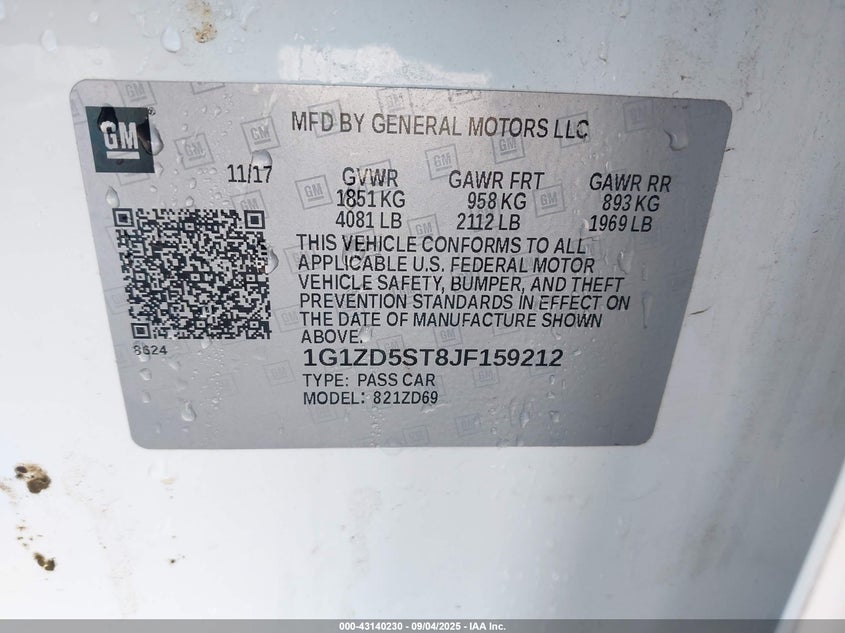 GM
®
MFD BY GENERAL MOTORS LLC
11/17
GVWR GAWR FRT GAWR RR
1851 KG 958 KG 893 KG
4081 LB 2112 LB 1969 LB
THIS VEHICLE CONFORMS TO ALL
APPLICABLE U.S. FEDERAL MOTOR
VEHICLE SAFETY, BUMPER, AND THEFT
PREVENTION STANDARDS IN EFFECT ON
THE DATE OF MANUFACTURE SHOWN
ABOVE.
8624
1G1ZD5ST8JF159212
TYPE: PASS CAR
MODEL: 821ZD69
000-43140230 - 09/04/2025 - IAA Inc.